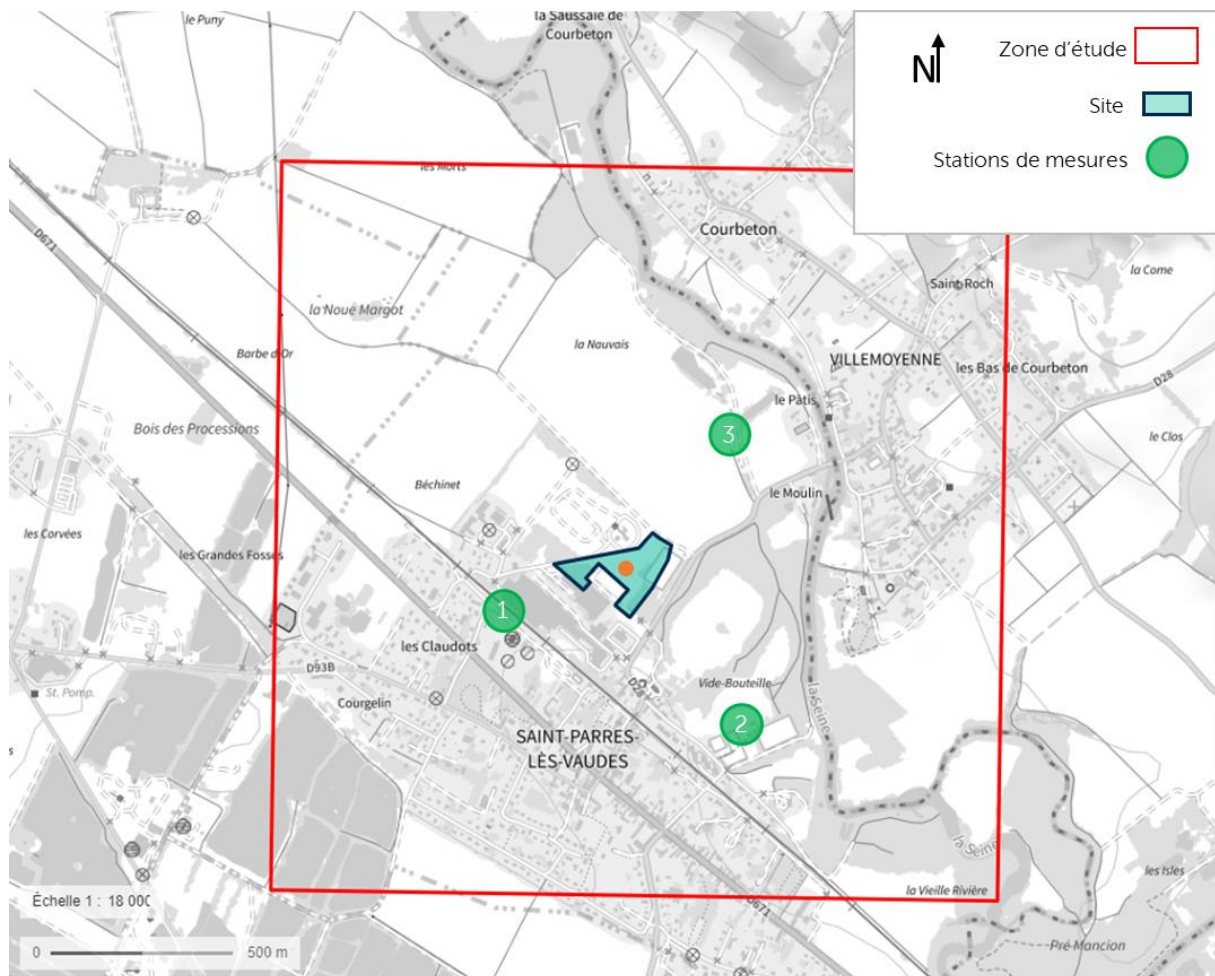 le Puny
la Saussaie de
Courbeton
N
Zone d'étude
Site
Stations de mesures
les Morts
D671
Courbeton
la Come
Saint Roch
la Noue Margot
la Nauvais
Barbe d'Or
VILLEMOYENNE
les Bas de Courbeton
D28
le Pâtis
Bois des Processions
3
le Clos
Béchinet
le Moulin
les Corvées
les Grandes Fosses
1
les Claudots
D93B
St. Pomp.
Courgelin
D28
Vide-Bouteille
la Seine
2
SAINT-PARRES-
LÈS-VAUDES
la Seine
les Isles
la Vieille Rivière
Échelle 1 : 18 000
D671
Pré-Mancion
0
500 m